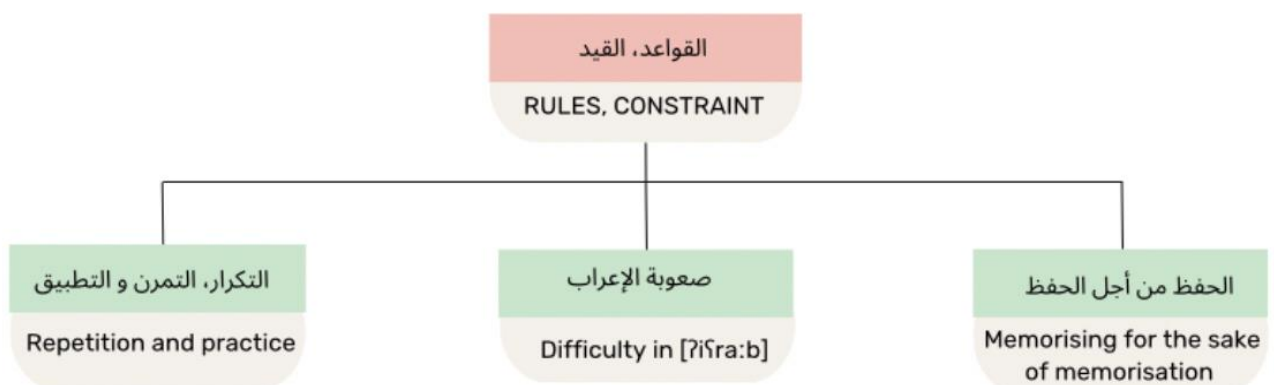 القواعد، القيد
RULES, CONSTRAINT
التكرار، التمرن و التطبيق
Repetition and practice
صعوبة الإعراب
Difficulty in [ʔiʕra:b]
الحفظ من أجل الحفظ
Memorising for the sake
of memorisation